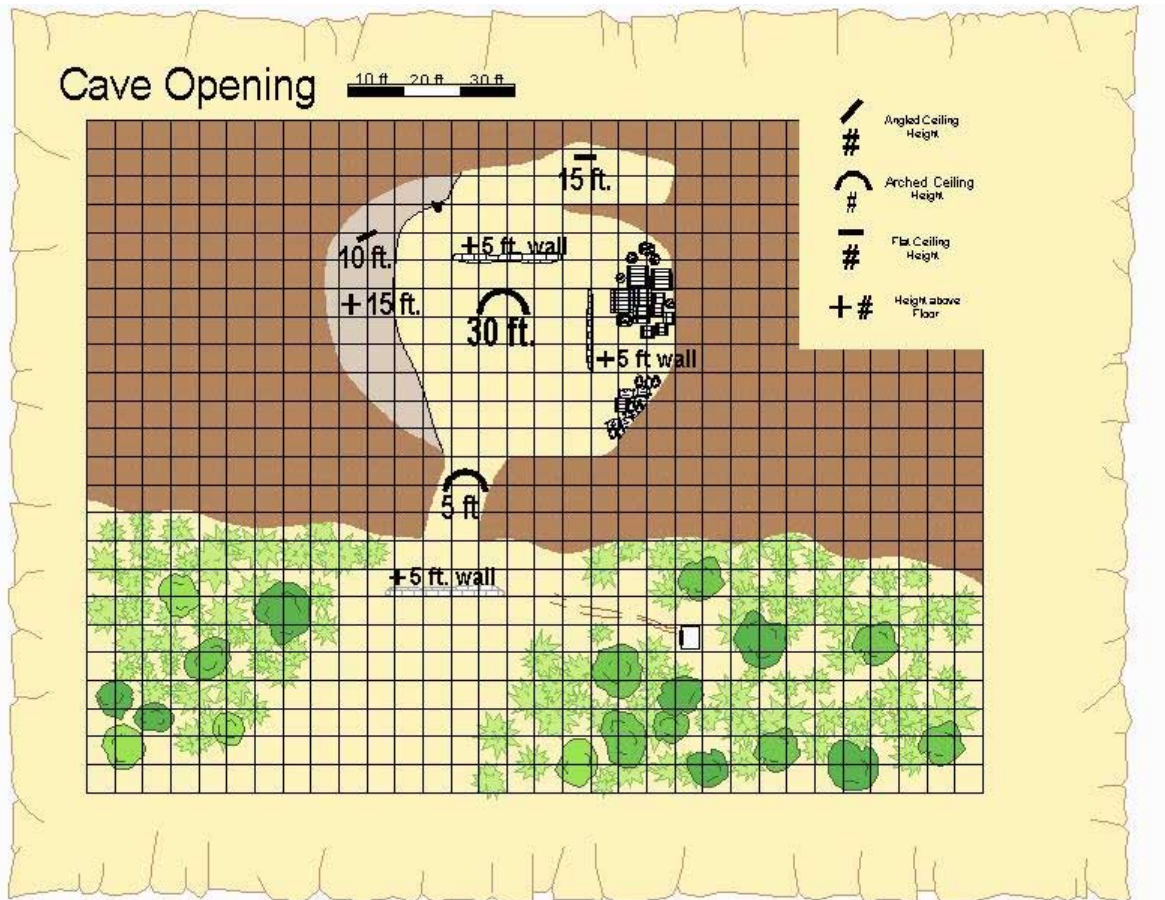 Cave Opening
10 ft 20 ft 30 ft
Angled Ceiling
Height
#
Arched Ceiling
Height
#
Flat Ceiling
Height
#
+ # Height above
Floor
15 ft.
+5 ft. wall
10 ft.
+15 ft.
30 ft.
+5 ft wall
5 ft
+5 ft. wall